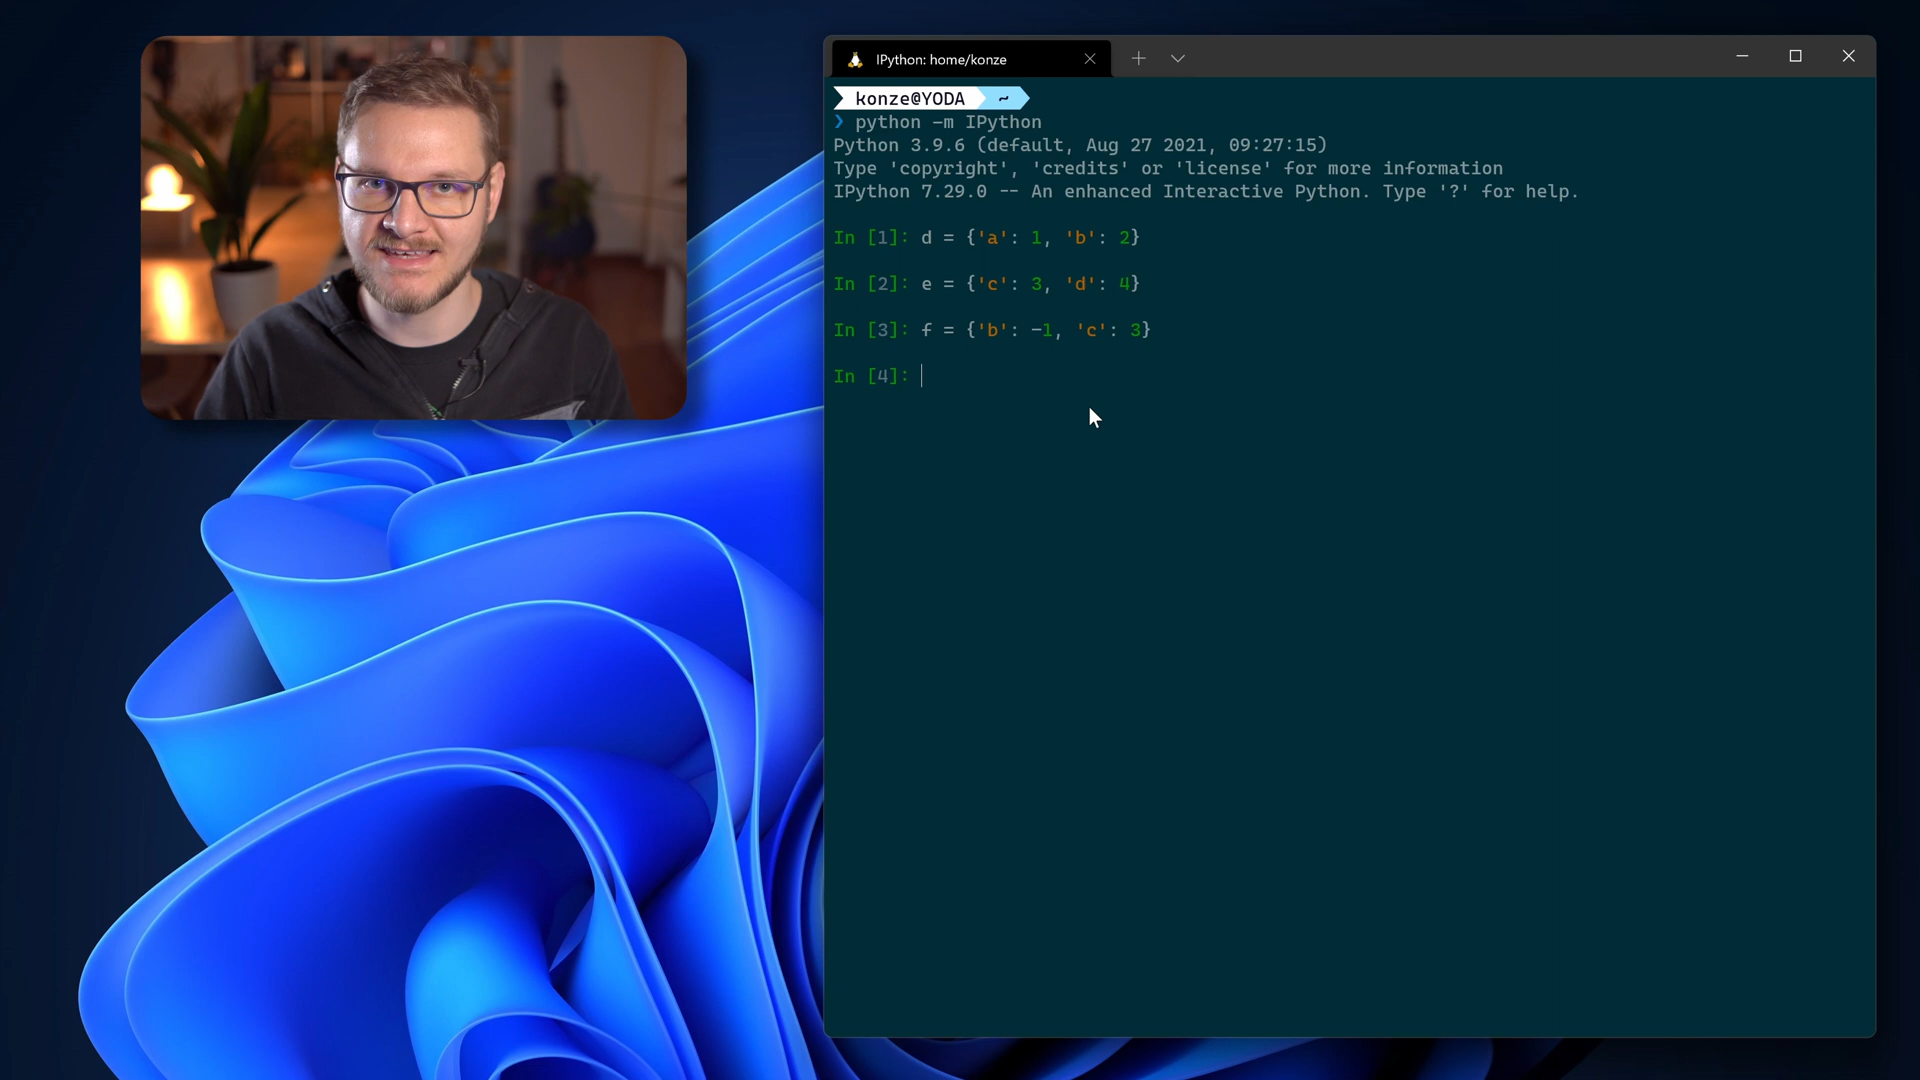 IPython: home/konze
konze@YODA ~
❯ python -m IPython
Python 3.9.6 (default, Aug 27 2021, 09:27:15)
Type 'copyright', 'credits' or 'license' for more information
IPython 7.29.0 -- An enhanced Interactive Python. Type '?' for help.
In [1]: d = {'a': 1, 'b': 2}
In [2]: e = {'c': 3, 'd': 4}
In [3]: f = {'b': -1, 'c': 3}
In [4]: